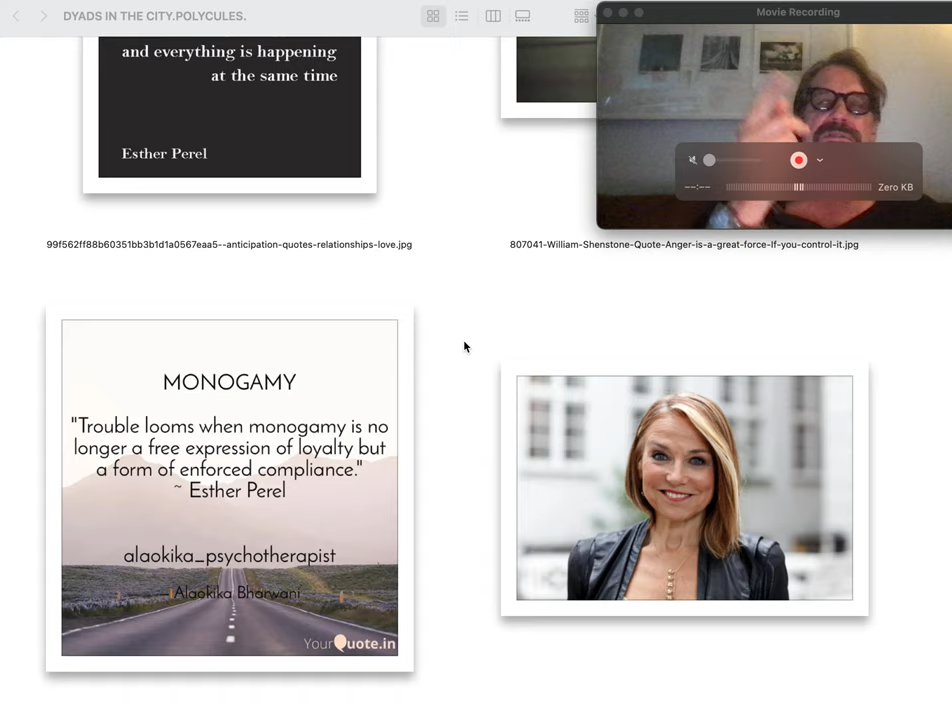 DYADS IN THE CITY.POLYCULES.
Movie Recording
and everything is happening
at the same time
Esther Perel
--:--
Zero KB
99f562ff88b60351bb3b1d1a0567eaa5--anticipation-quotes-relationships-love.jpg
807041-William-Shenstone-Quote-Anger-is-a-great-force-If-you-control-it.jpg
MONOGAMY
"Trouble looms when monogamy is no
longer a free expression of loyalty but
a form of enforced compliance."
~ Esther Perel
alaokika_psychotherapist
Alaokika Bharwani
YourQuote.in